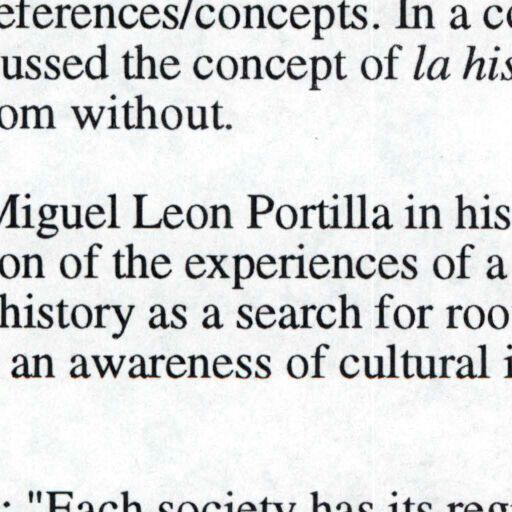 eferences/concepts. In a c
ussed the concept of la his
om without.
Miguel Leon Portilla in his
on of the experiences of a
history as a search for roo
an awareness of cultural i
: "Each society has its reg